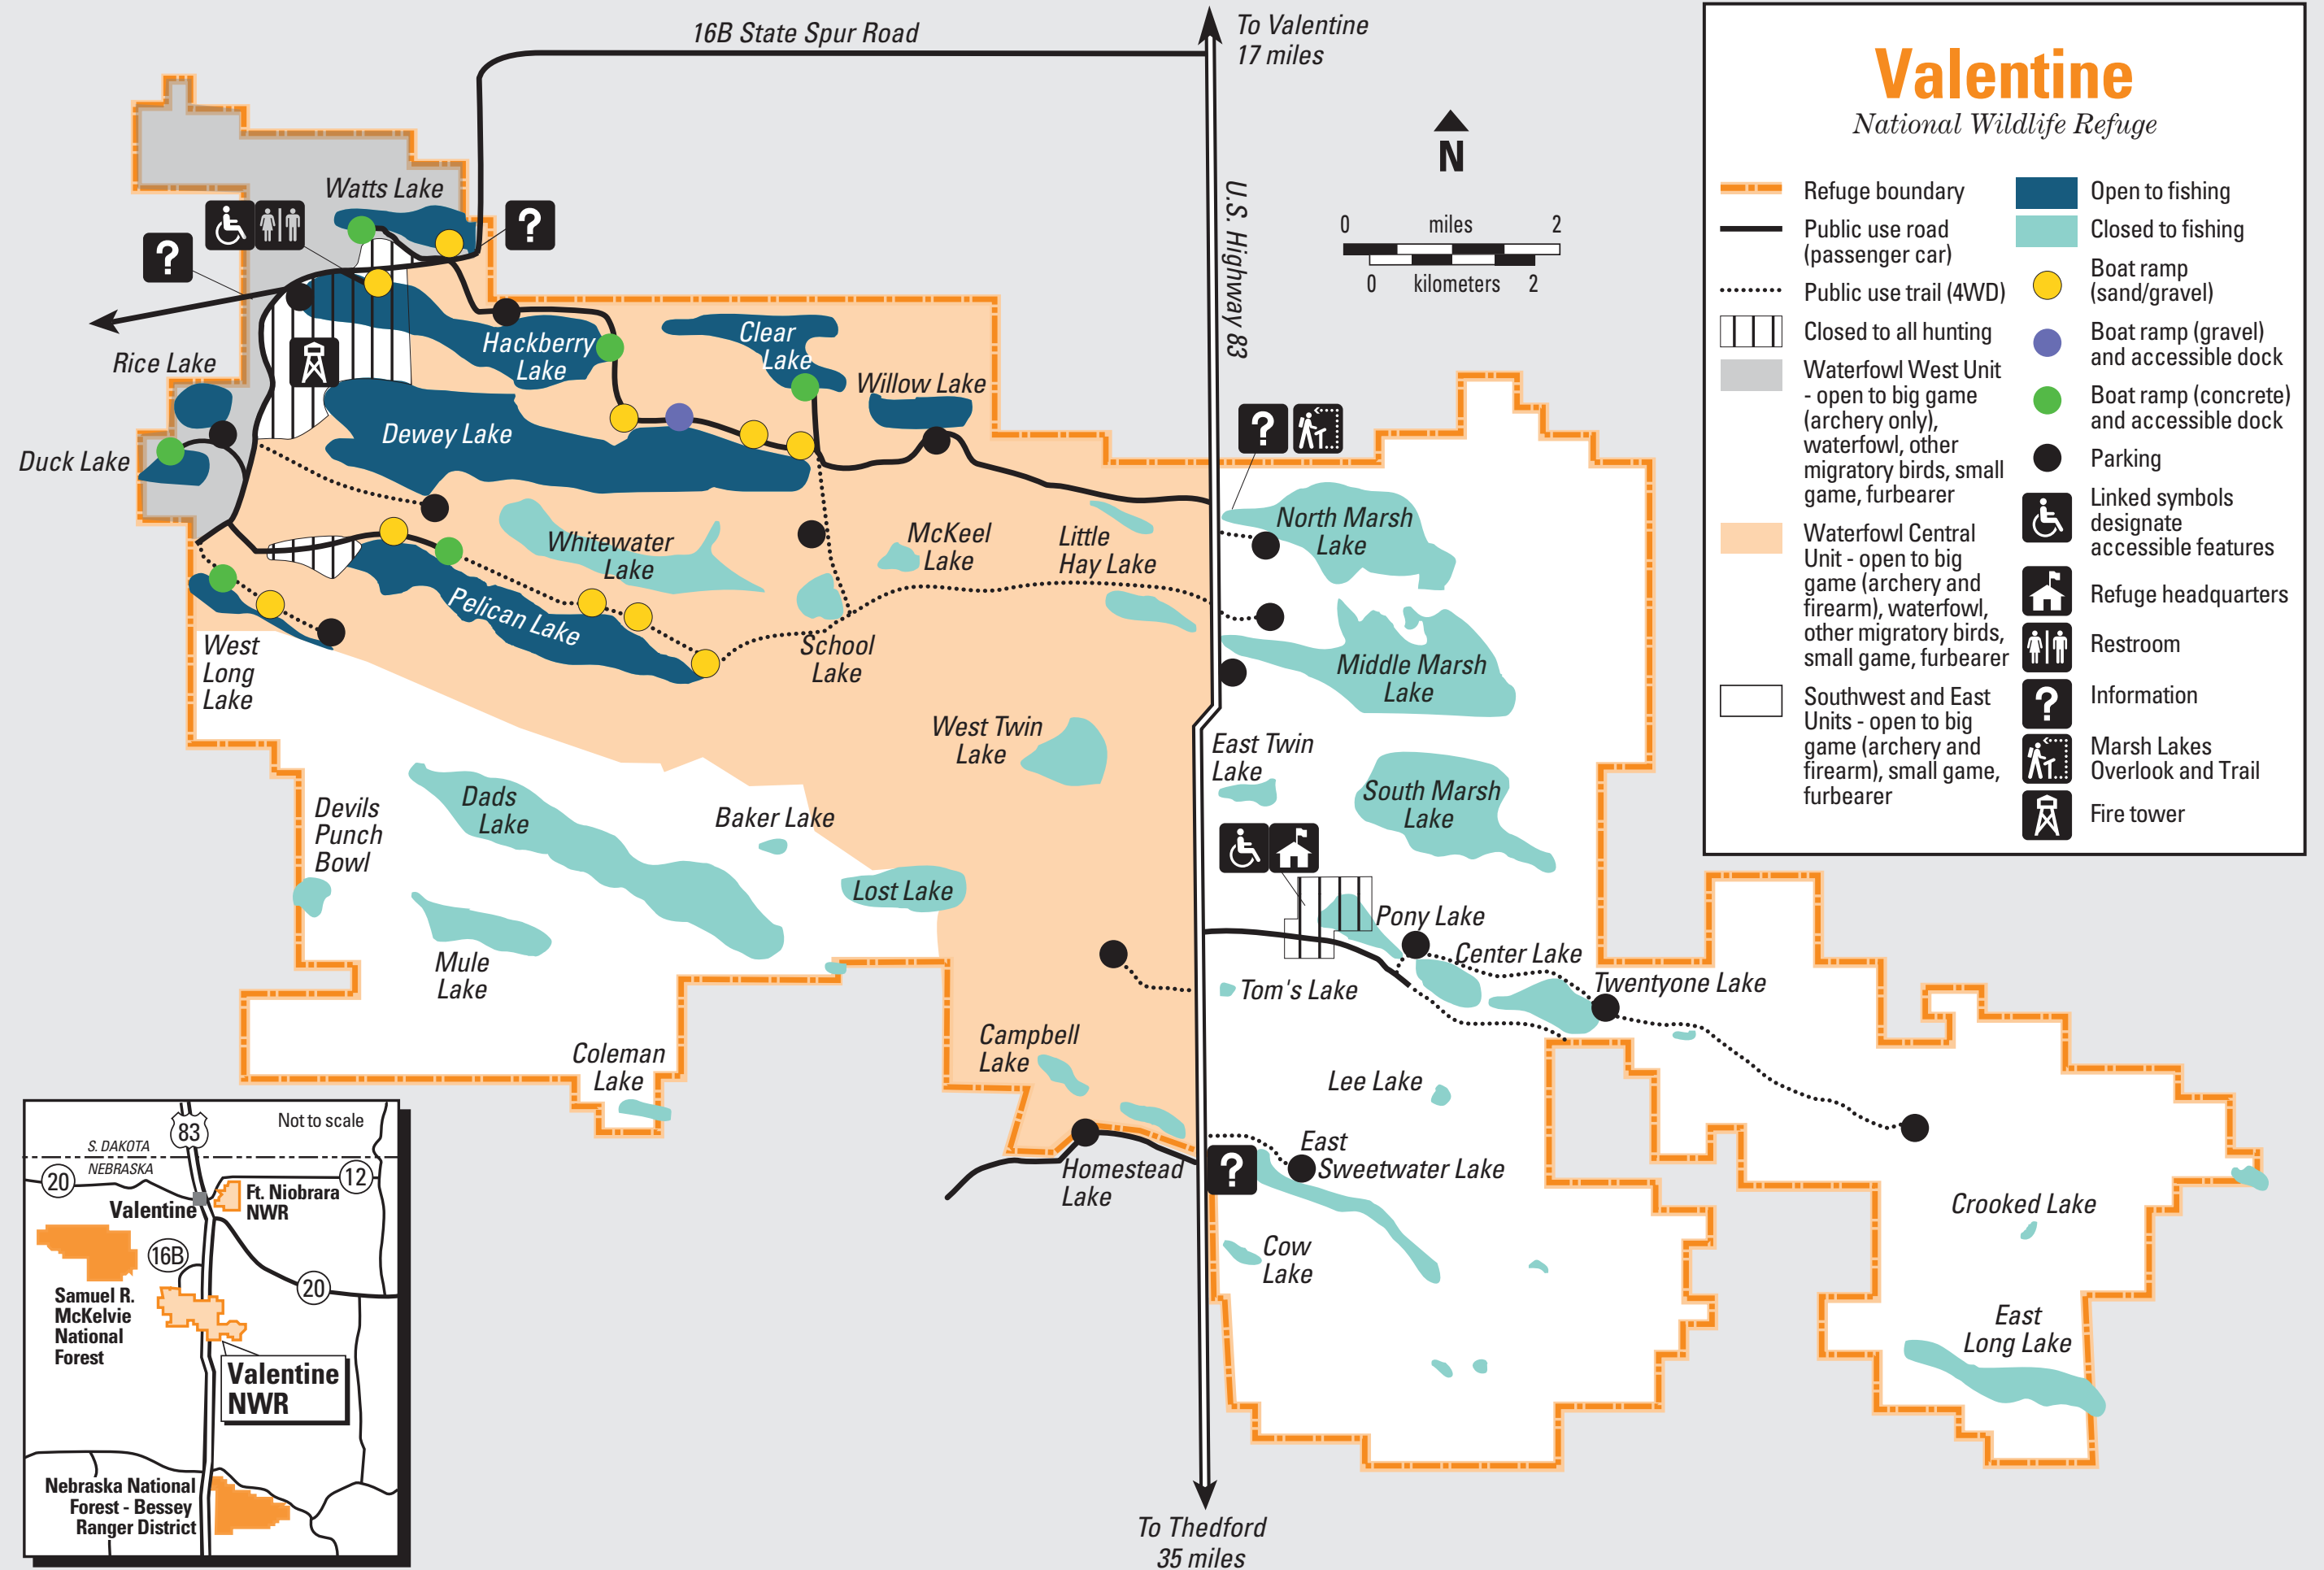 16B State Spur Road
To Valentine
17 miles
N
0 miles 2
0 kilometers 2
U.S. Highway 83
Watts Lake
?
?
Hackberry
Lake
Clear
Lake
Willow Lake
Rice Lake
Dewey Lake
Duck Lake
?
Whitewater
Lake
McKeel
Lake
Little
Hay Lake
North Marsh
Lake
Pelican Lake
School
Lake
West
Long
Lake
Middle Marsh
Lake
West Twin
Lake
East Twin
Lake
South Marsh
Lake
Devils
Punch
Bowl
Dads
Lake
Baker Lake
Lost Lake
Mule
Lake
Pony Lake
Center Lake
Twentyone Lake
Tom's Lake
Coleman
Lake
Campbell
Lake
Lee Lake
Homestead
Lake
?
East
Sweetwater Lake
Cow
Lake
Crooked Lake
East
Long Lake
To Thedford
35 miles
Valentine
National Wildlife Refuge
Refuge boundary
Public use road
(passenger car)
Public use trail (4WD)
Closed to all hunting
Waterfowl West Unit
- open to big game
(archery only),
waterfowl, other
migratory birds, small
game, furbearer
Waterfowl Central
Unit - open to big
game (archery and
firearm), waterfowl,
other migratory birds,
small game, furbearer
Southwest and East
Units - open to big
game (archery and
firearm), small game,
furbearer
Open to fishing
Closed to fishing
Boat ramp
(sand/gravel)
Boat ramp (gravel)
and accessible dock
Boat ramp (concrete)
and accessible dock
Parking
Linked symbols
designate
accessible features
Refuge headquarters
Restroom
?
Information
Marsh Lakes
Overlook and Trail
Fire tower
83
Not to scale
S. DAKOTA
NEBRASKA
20
12
Ft. Niobrara
NWR
Valentine
16B
20
Samuel R.
McKelvie
National
Forest
Valentine
NWR
Nebraska National
Forest - Bessey
Ranger District